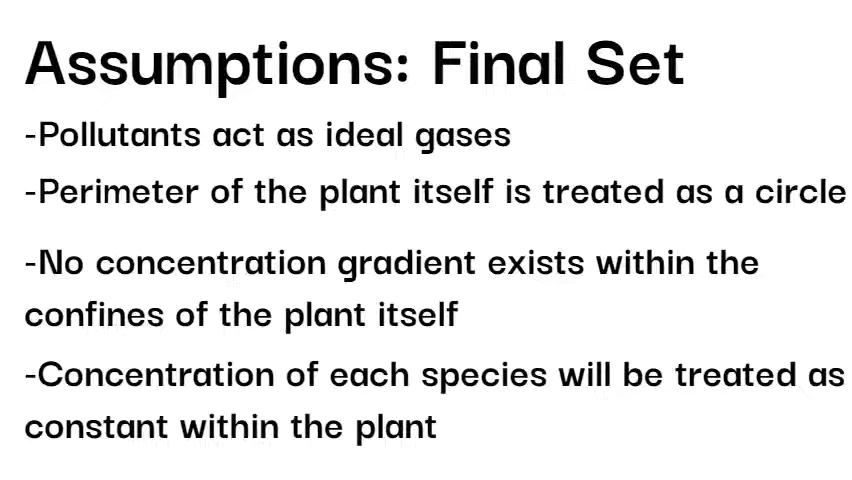 Assumptions: Final Set
-Pollutants act as ideal gases
-Perimeter of the plant itself is treated as a circle
-No concentration gradient exists within the
confines of the plant itself
-Concentration of each species will be treated as
constant within the plant